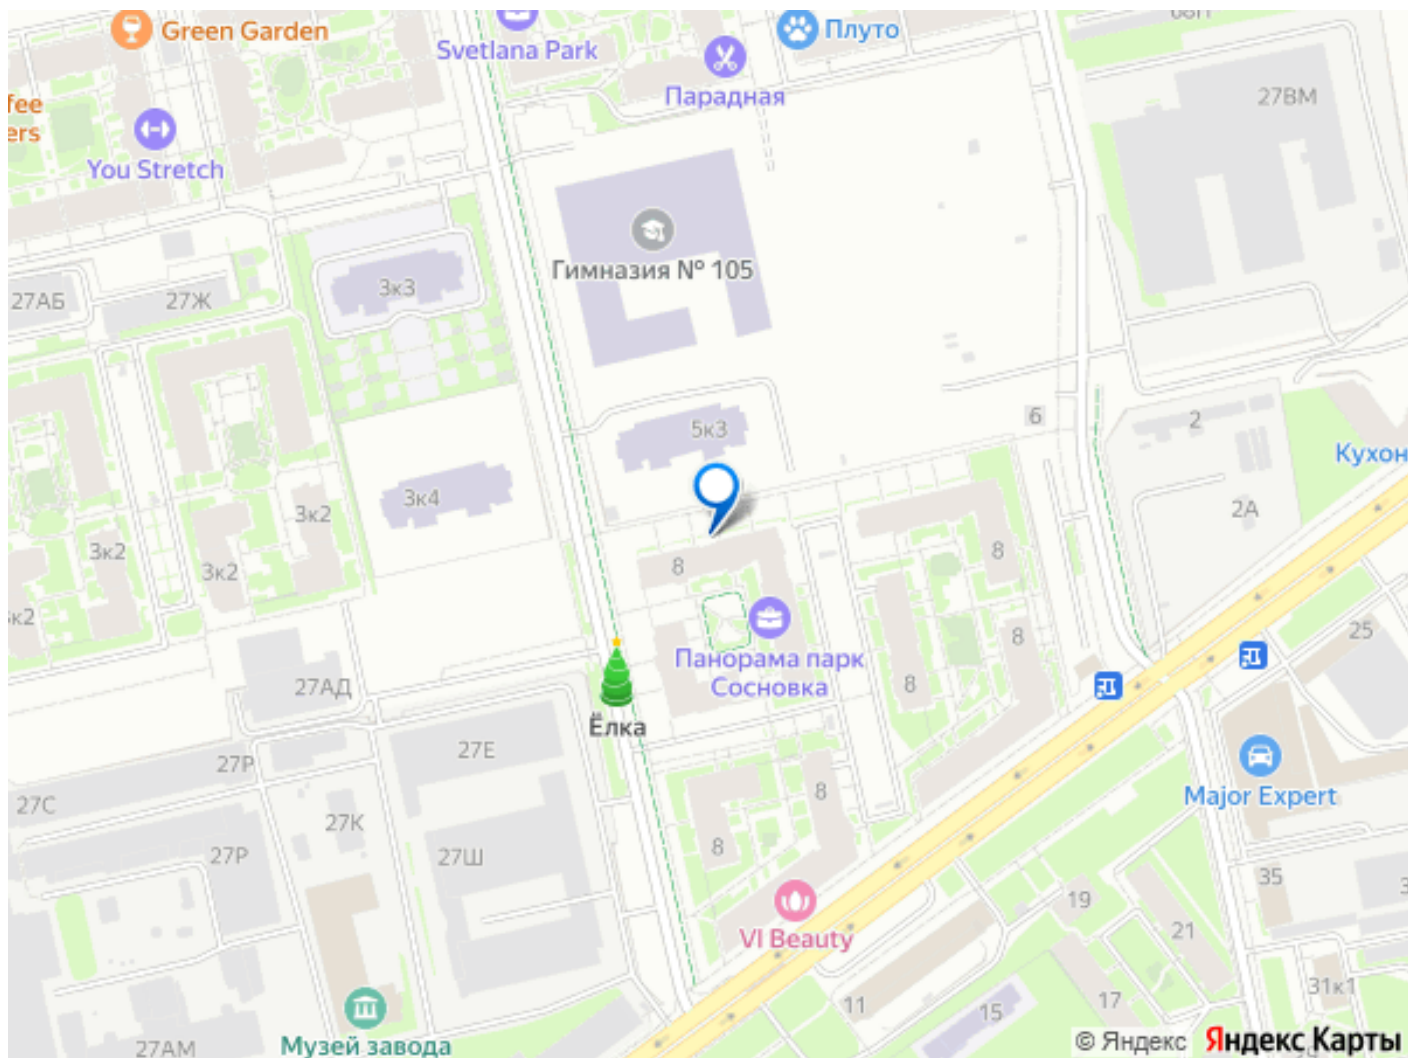 Green Garden
Svetlana Park
Плуто
Парадная
27ВМ
fee
ers
You Stretch
Гимназия № 105
3к3
27АБ
27Ж
5к3
6
2
Кухон
3к4
3к2
2А
3к2
3к2
8
8
к2
Панорама парк
Сосновка
8
25
27АД
8
Ёлка
27Е
27Р
27С
8
Major Expert
27К
27Р
27Ш
8
35
19
VI Beauty
21
11
15
17
31к1
27АМ
Музей завода
© Яндекс Яндекс Карты